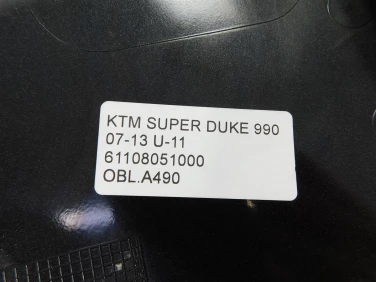 KTM SUPER DUKE 990
07-13 U-11
61108051000
OBL.A490